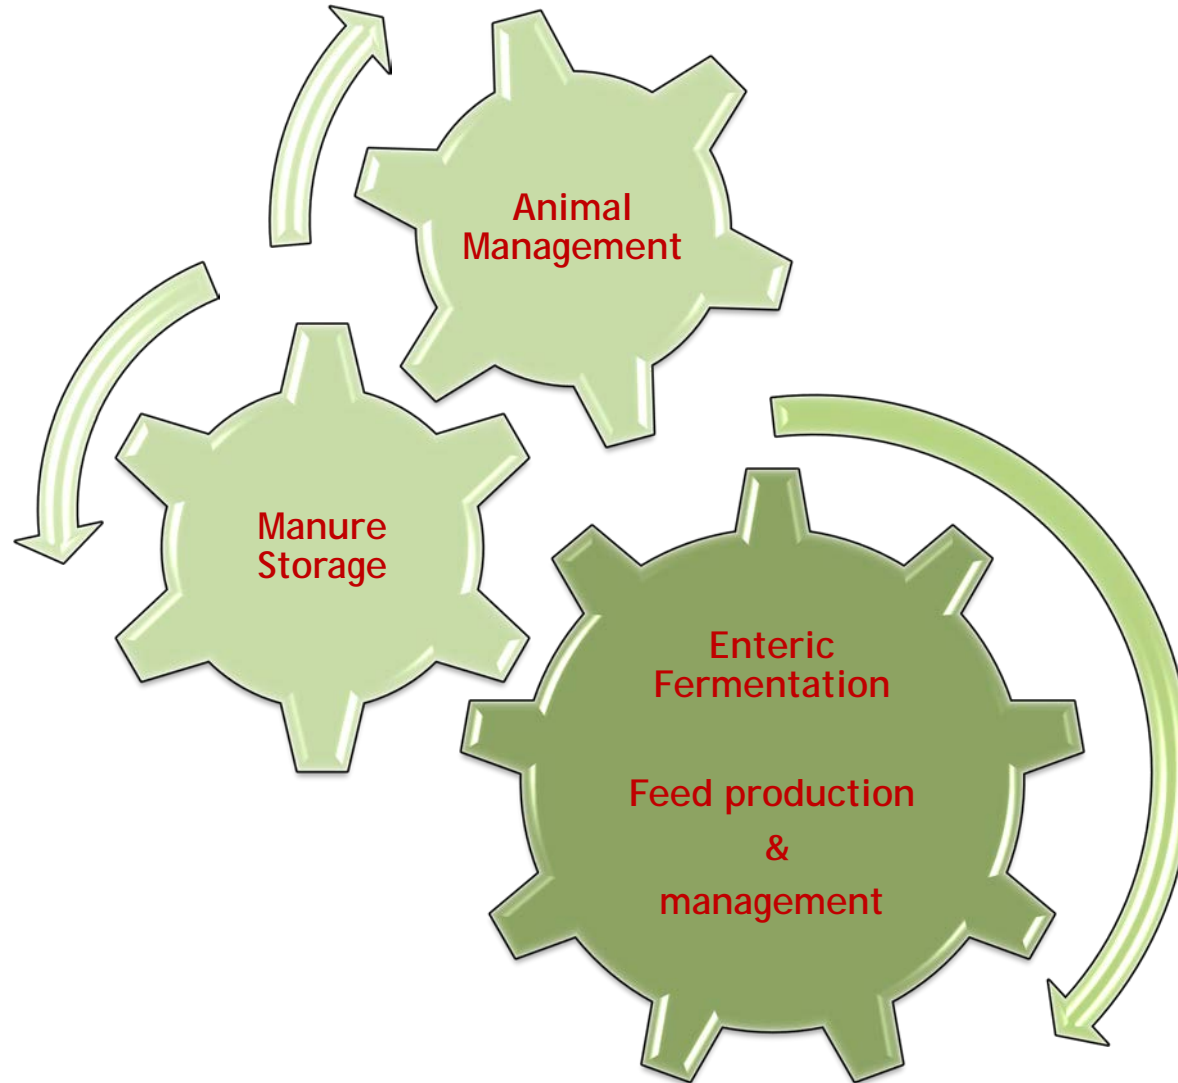 Animal
Management
Manure
Storage
Enteric
Fermentation
Feed production
&
management